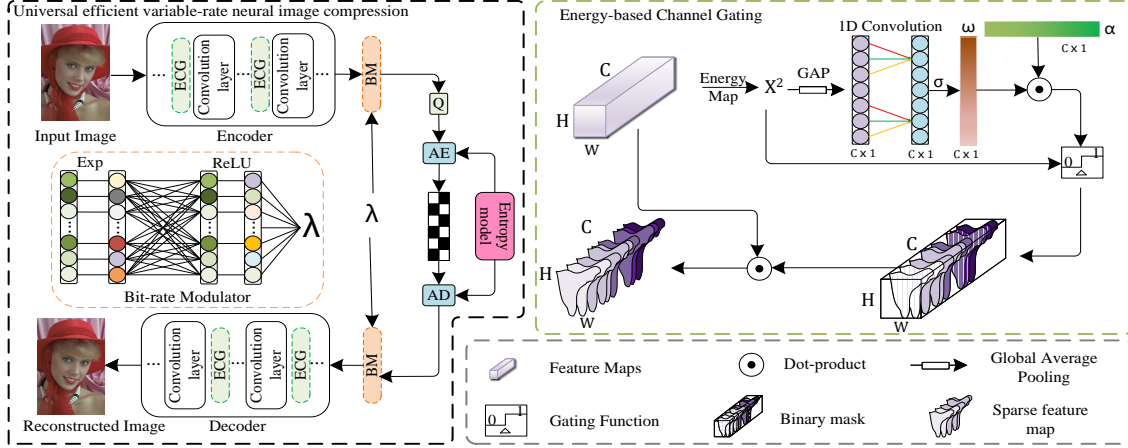 Universal efficient variable-rate neural image compression
Input Image
...
ECG
Convolution
layer
...
ECG
Convolution
layer
...
Encoder
BM
Q
AE
Entropy
model
AD
λ
Exp
ReLU
...
...
...
...
λ
Bit-rate Modulator
Reconstructed Image
...
Convolution
layer
ECG
...
Convolution
layer
ECG
...
Decoder
BM
Energy-based Channel Gating
C
H
W
Energy
Map
X²
GAP
1D Convolution
C x 1
C x 1
σ
ω
C x 1
α
C x 1
0
1
C
H
W
C
H
W
Feature Maps
Dot-product
Global Average
Pooling
0
1
Gating Function
Binary mask
Sparse feature
map